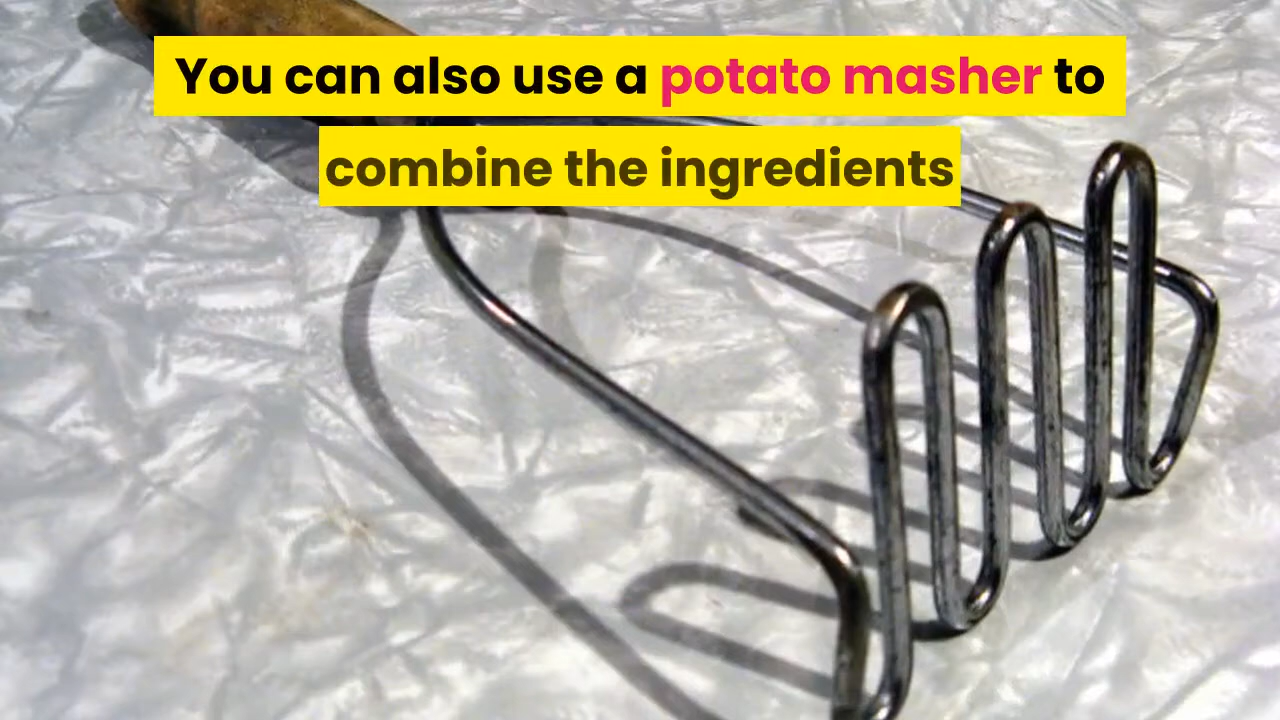 You can also use a potato masher to
combine the ingredients